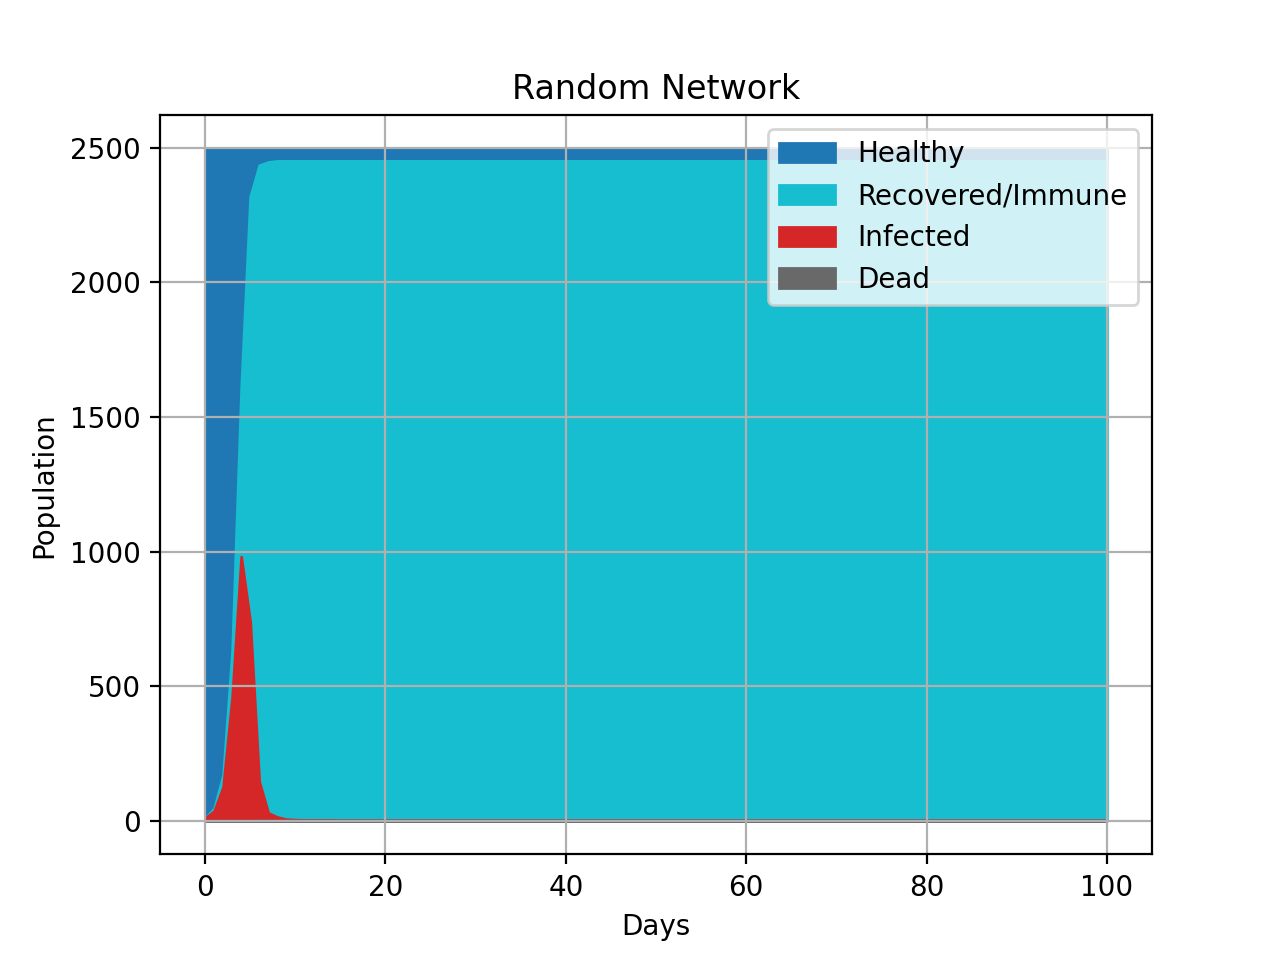 Random Network
2500
2000
1500
1000
500
0
Population
Healthy
Recovered/Immune
Infected
Dead
0 20 40 60 80 100
Days